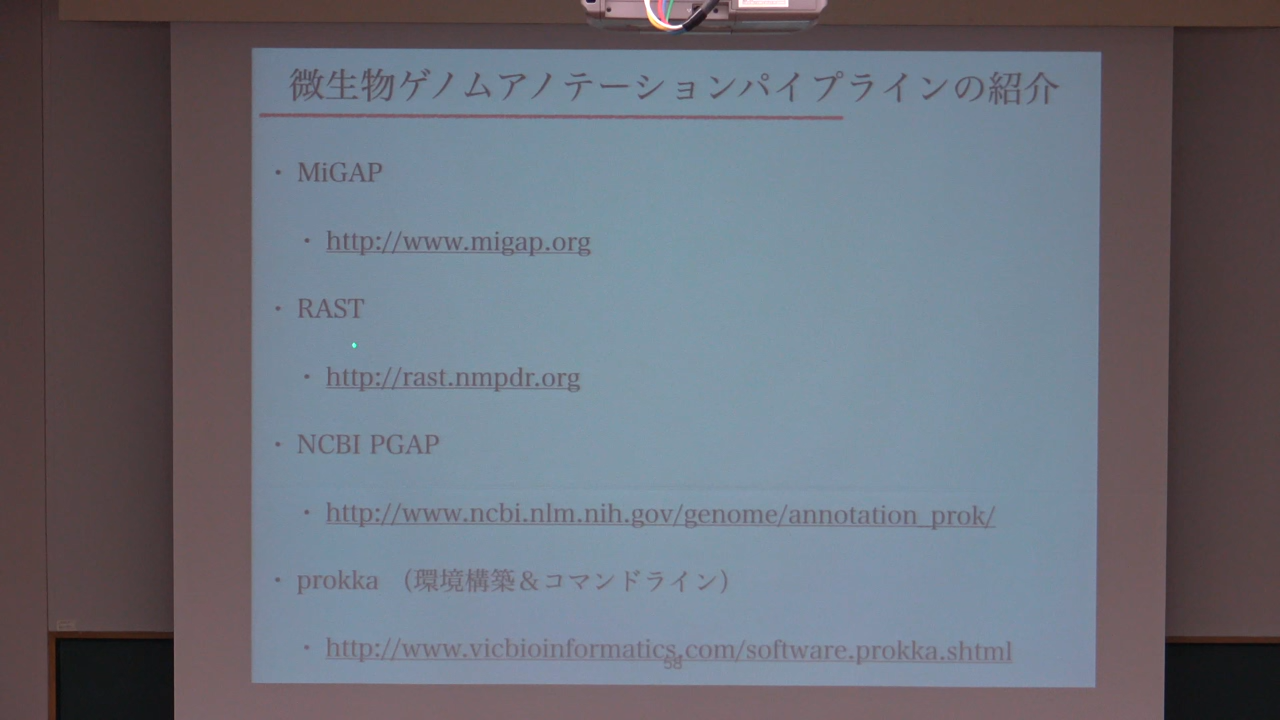 微生物ゲノムアノテーションパイプラインの紹介
・ MiGAP
・ http://www.migap.org
・ RAST
・ http://rast.nmpdr.org
・ NCBI PGAP
・ http://www.ncbi.nlm.nih.gov/genome/annotation_prok/
・ prokka （環境構築＆コマンドライン）
・ http://www.vicbioinformatics.com/software.prokka.shtml
58